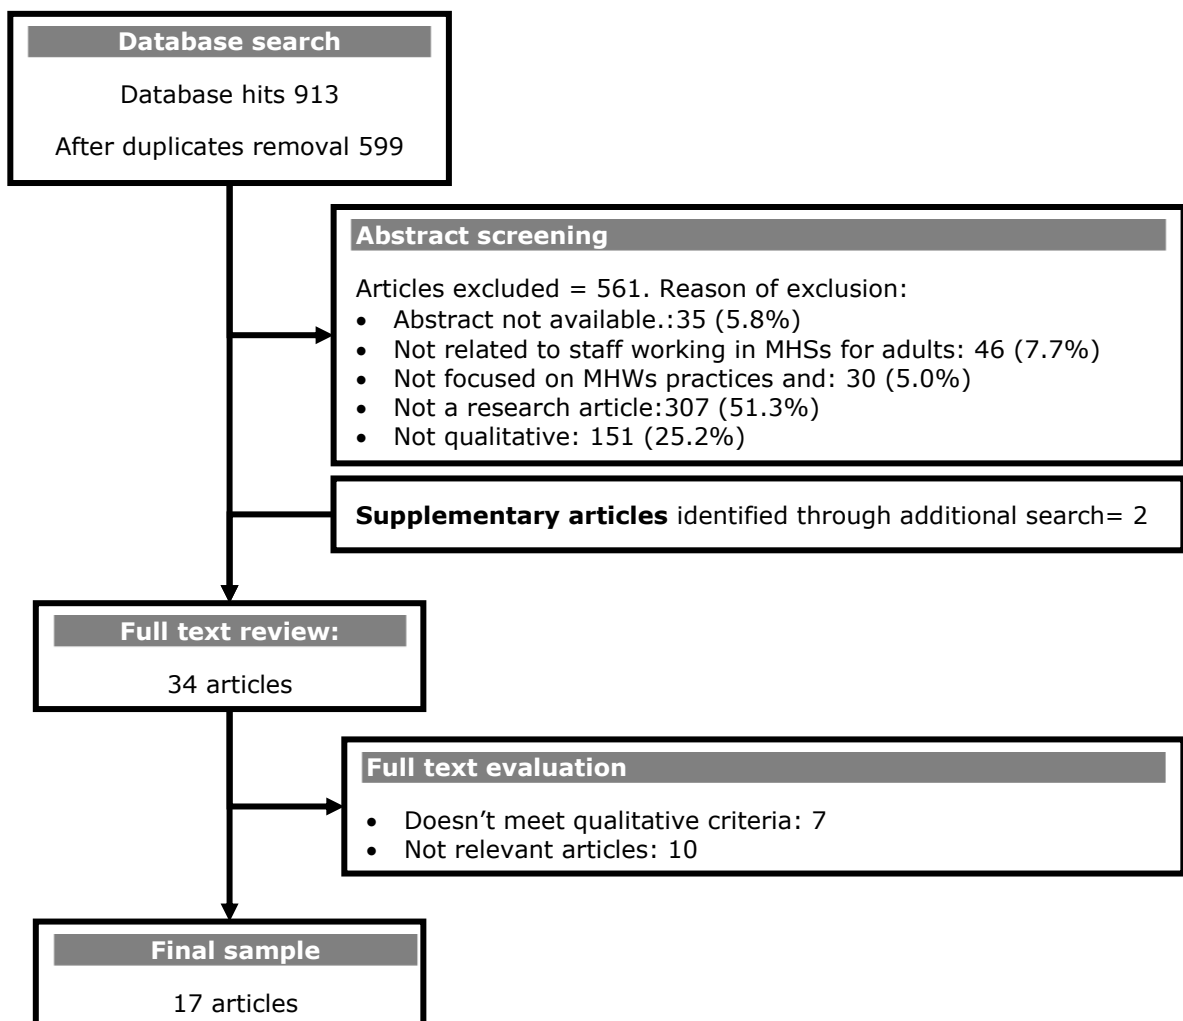 Database search
Database hits 913
After duplicates removal 599
Abstract screening
Articles excluded = 561. Reason of exclusion:
• Abstract not available.:35 (5.8%)
• Not related to staff working in MHSs for adults: 46 (7.7%)
• Not focused on MHWs practices and: 30 (5.0%)
• Not a research article:307 (51.3%)
• Not qualitative: 151 (25.2%)
Supplementary articles identified through additional search= 2
Full text review:
34 articles
Full text evaluation
• Doesn’t meet qualitative criteria: 7
• Not relevant articles: 10
Final sample
17 articles